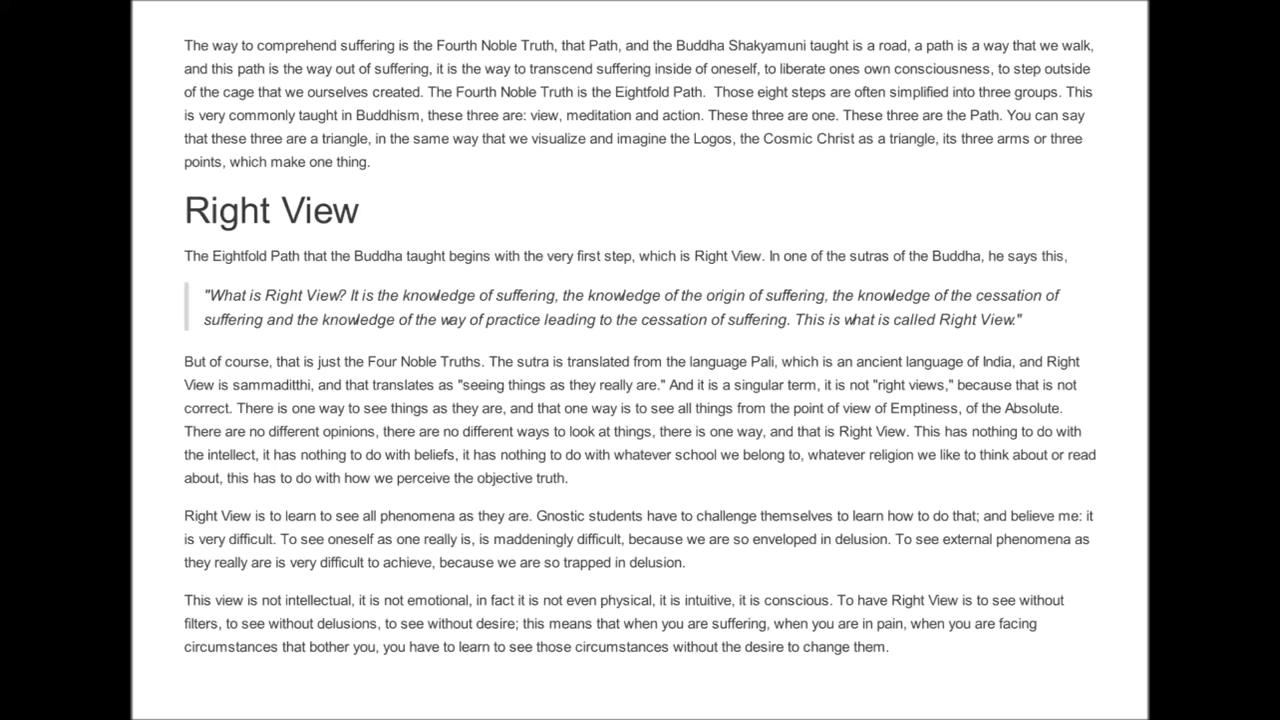 The way to comprehend suffering is the Fourth Noble Truth, that Path, and the Buddha Shakyamuni taught is a road, a path is a way that we walk,
and this path is the way out of suffering, it is the way to transcend suffering inside of oneself, to liberate ones own consciousness, to step outside
of the cage that we ourselves created. The Fourth Noble Truth is the Eightfold Path.  Those eight steps are often simplified into three groups. This
is very commonly taught in Buddhism, these three are: view, meditation and action. These three are one. These three are the Path. You can say
that these three are a triangle, in the same way that we visualize and imagine the Logos, the Cosmic Christ as a triangle, its three arms or three
points, which make one thing.
Right View
The Eightfold Path that the Buddha taught begins with the very first step, which is Right View. In one of the sutras of the Buddha, he says this,
"What is Right View? It is the knowledge of suffering, the knowledge of the origin of suffering, the knowledge of the cessation of
suffering and the knowledge of the way of practice leading to the cessation of suffering. This is what is called Right View."
But of course, that is just the Four Noble Truths. The sutra is translated from the language Pali, which is an ancient language of India, and Right
View is sammaditthi, and that translates as "seeing things as they really are." And it is a singular term, it is not "right views," because that is not
correct. There is one way to see things as they are, and that one way is to see all things from the point of view of Emptiness, of the Absolute.
There are no different opinions, there are no different ways to look at things, there is one way, and that is Right View. This has nothing to do with
the intellect, it has nothing to do with beliefs, it has nothing to do with whatever school we belong to, whatever religion we like to think about or read
about, this has to do with how we perceive the objective truth.
Right View is to learn to see all phenomena as they are. Gnostic students have to challenge themselves to learn how to do that; and believe me: it
is very difficult. To see oneself as one really is, is maddeningly difficult, because we are so enveloped in delusion. To see external phenomena as
they really are is very difficult to achieve, because we are so trapped in delusion.
This view is not intellectual, it is not emotional, in fact it is not even physical, it is intuitive, it is conscious. To have Right View is to see without
filters, to see without delusions, to see without desire; this means that when you are suffering, when you are in pain, when you are facing
circumstances that bother you, you have to learn to see those circumstances without the desire to change them.